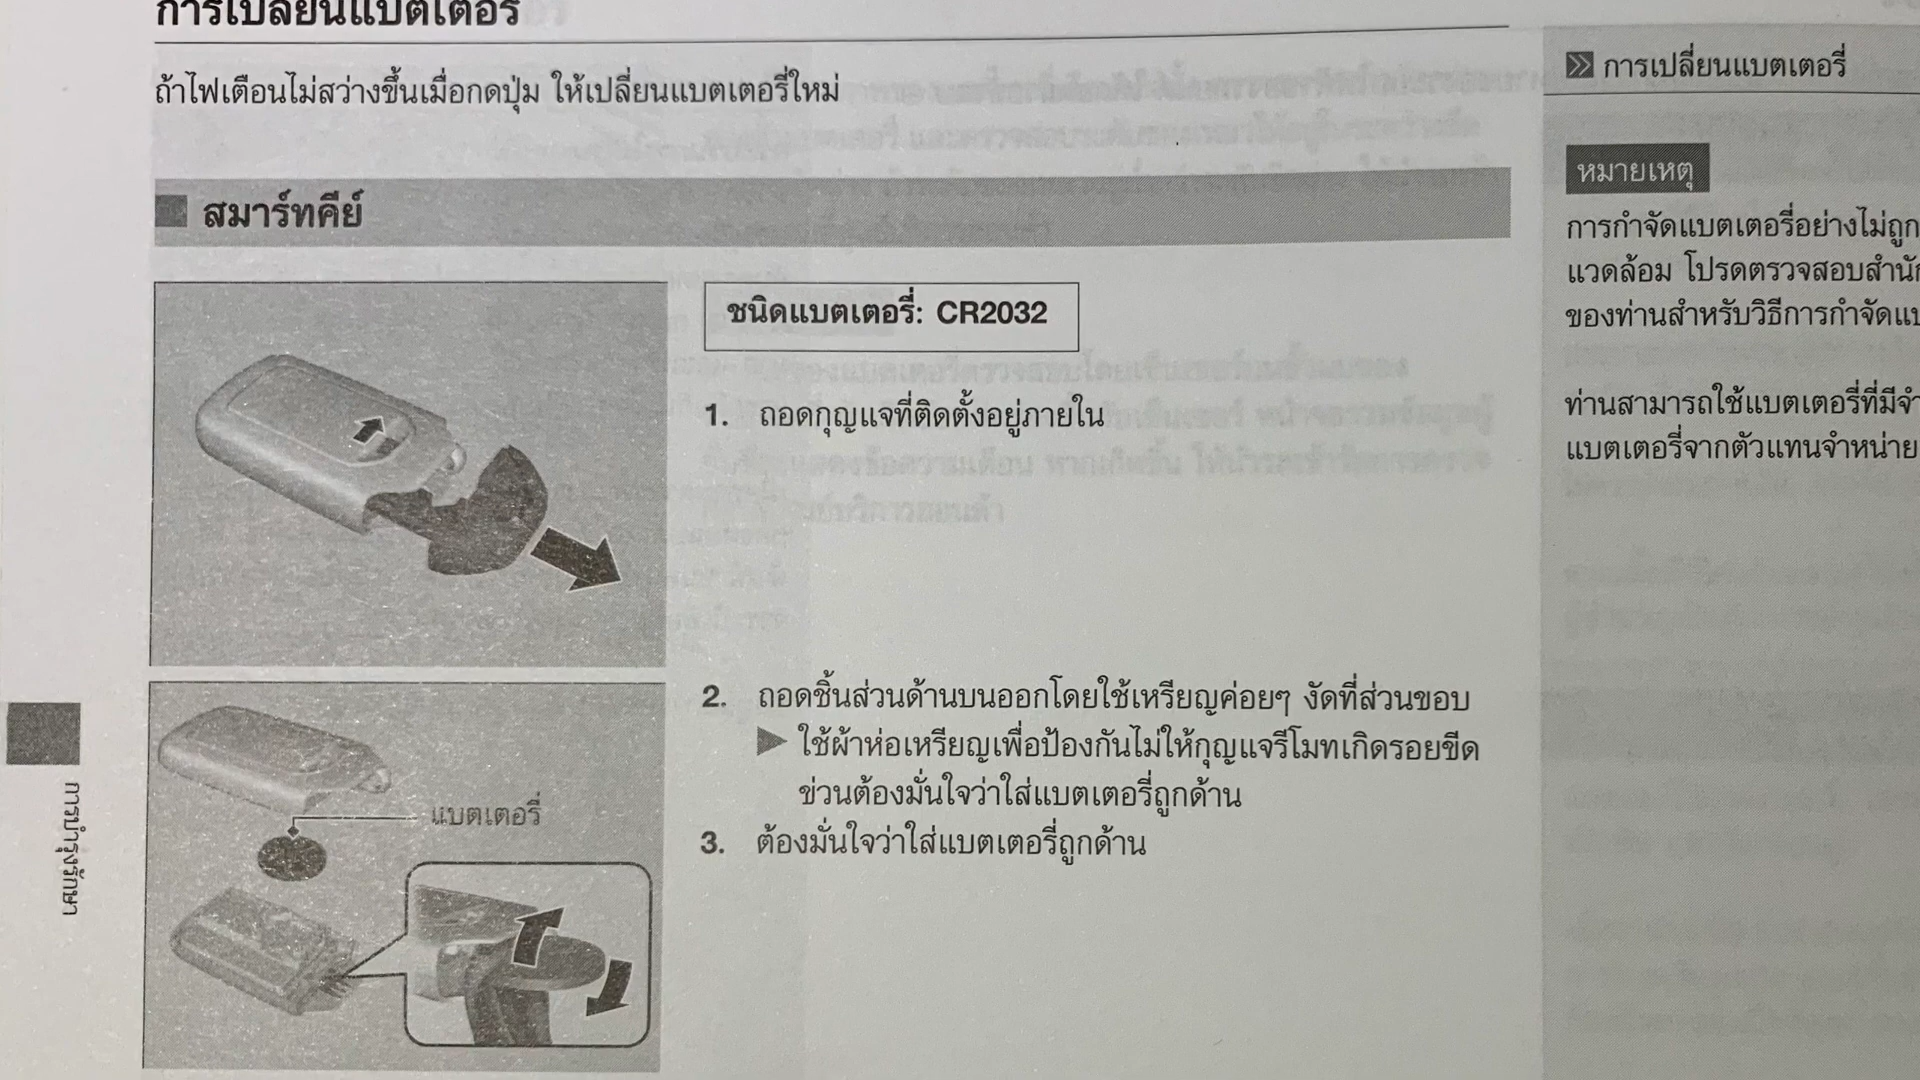 การเปลี่ยนแบตเตอรี่
ถ้าไฟเตือนไม่สว่างขึ้นเมื่อกดปุ่ม ให้เปลี่ยนแบตเตอรี่ใหม่
สมาร์ทคีย์
ชนิดแบตเตอรี่: CR2032
1. ถอดกุญแจที่ติดตั้งอยู่ภายใน
2. ถอดชิ้นส่วนด้านบนออกโดยใช้เหรียญค่อยๆ งัดที่ส่วนขอบ
ใช้ผ้าห่อเหรียญเพื่อป้องกันไม่ให้กุญแจรีโมทเกิดรอยขีด
ข่วนต้องมั่นใจว่าใส่แบตเตอรี่ถูกด้าน
3. ต้องมั่นใจว่าใส่แบตเตอรี่ถูกด้าน
แบตเตอรี่
การบำรุงรักษา
การเปลี่ยนแบตเตอรี่
หมายเหตุ
การกำจัดแบตเตอรี่อย่างไม่ถูก
แวดล้อม โปรดตรวจสอบ
ของท่านสำหรับวิธีการกำจัด
ท่านสามารถใช้แบตเตอรี่ที่มี
แบตเตอรี่จากตัวแทนจำหน่าย